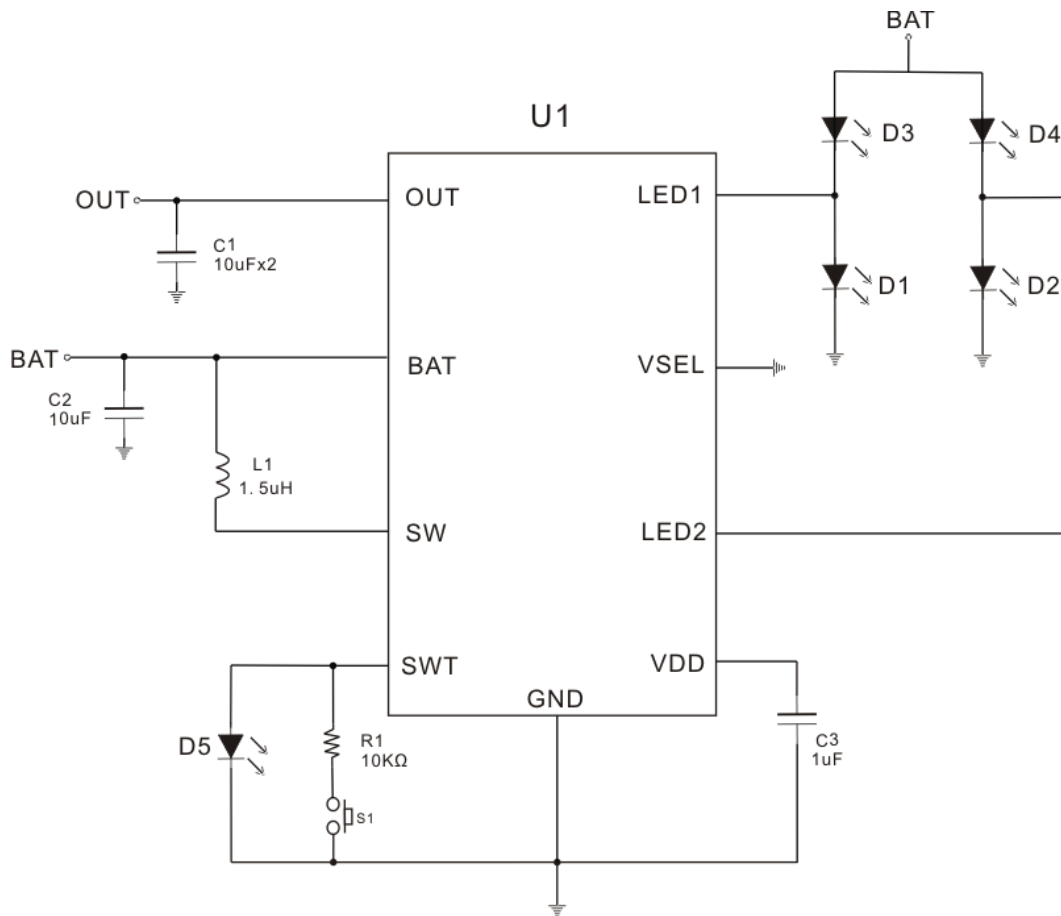 BAT
U1
D3
D4
OUT
OUT
LED1
C1
10uFx2
D1
D2
BAT
BAT
VSEL
C2
10uF
L1
1.5uH
SW
LED2
SWT
VDD
GND
D5
R1
10KΩ
C3
1uF
S1